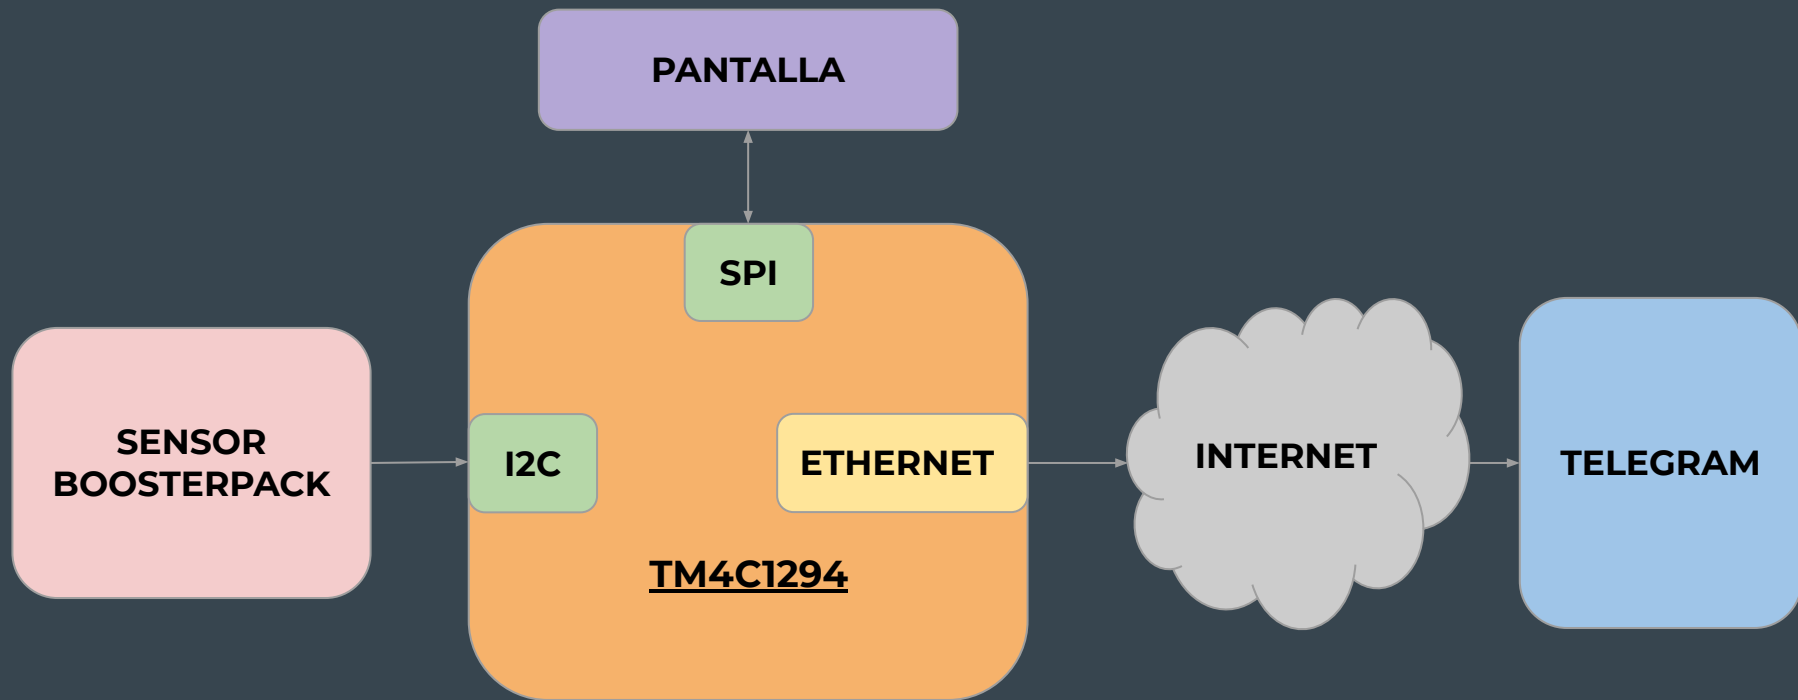 PANTALLA
SPI
SENSOR
BOOSTERPACK
I2C
ETHERNET
TM4C1294
INTERNET
TELEGRAM